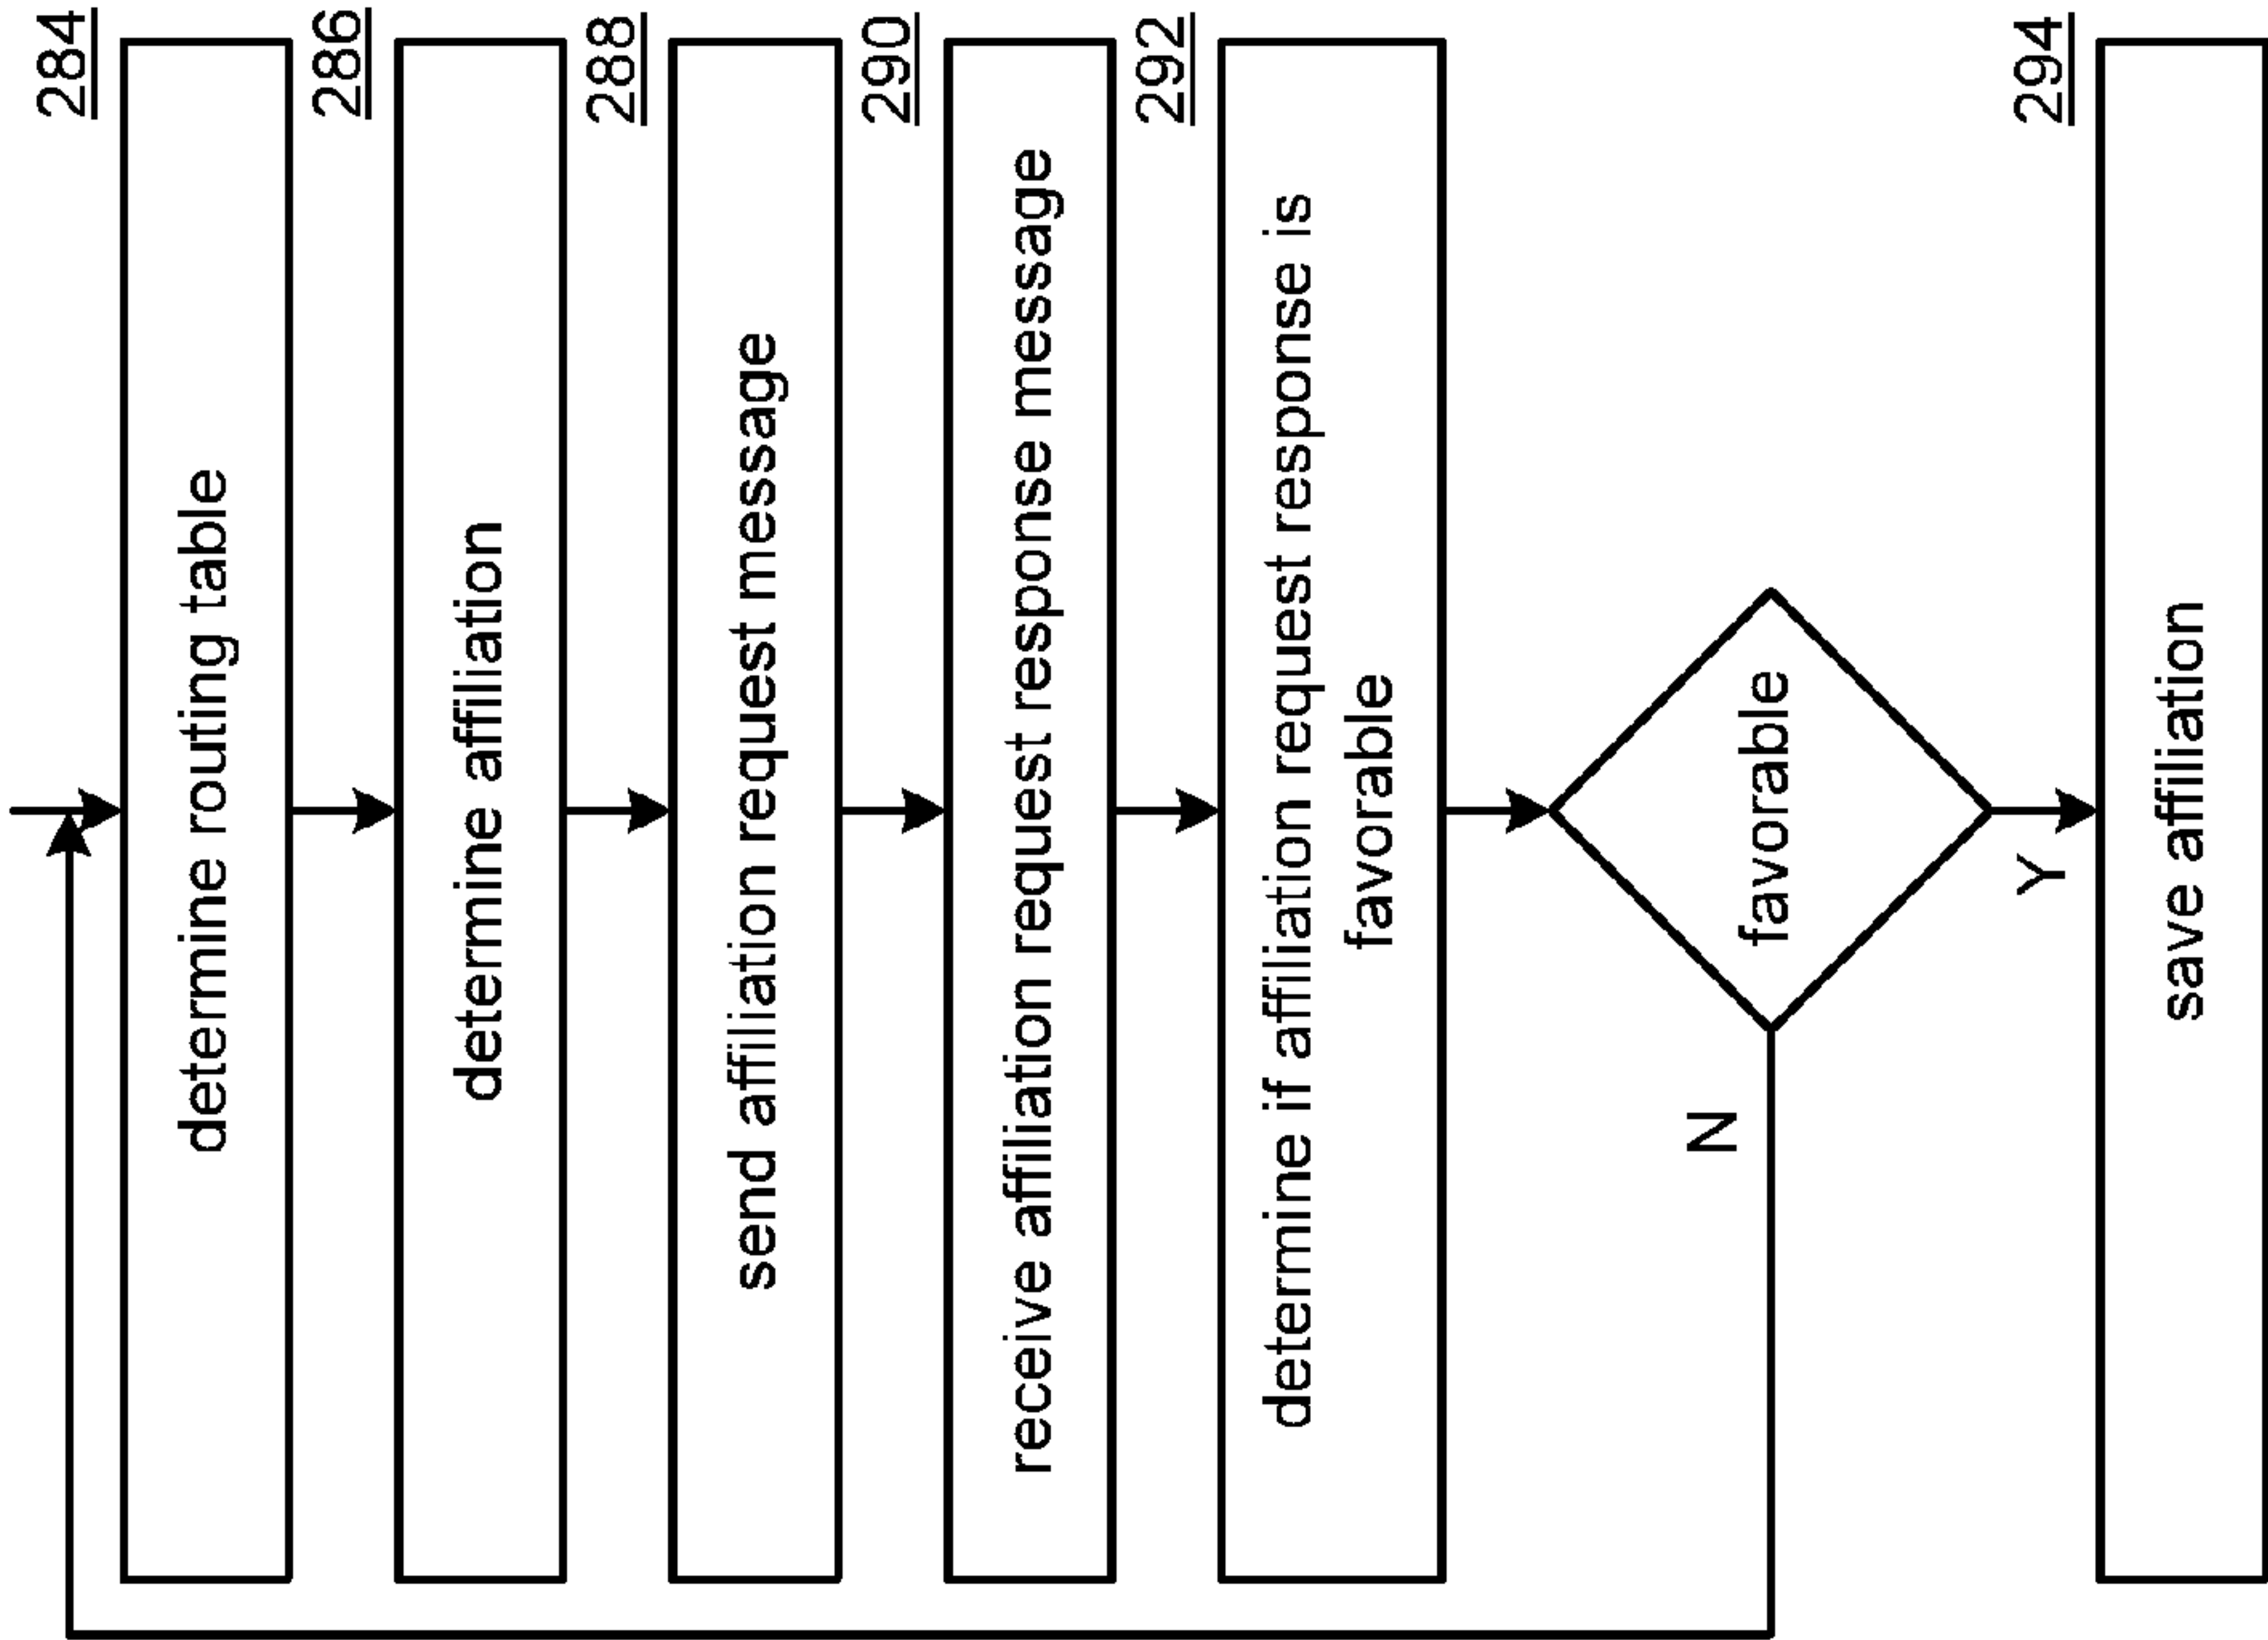 284
determine routing table
286
determine affiliation
288
send affiliation request message
290
receive affiliation request response message
292
determine if affiliation request response is
favorable
favorable
N
Y
294
save affiliation